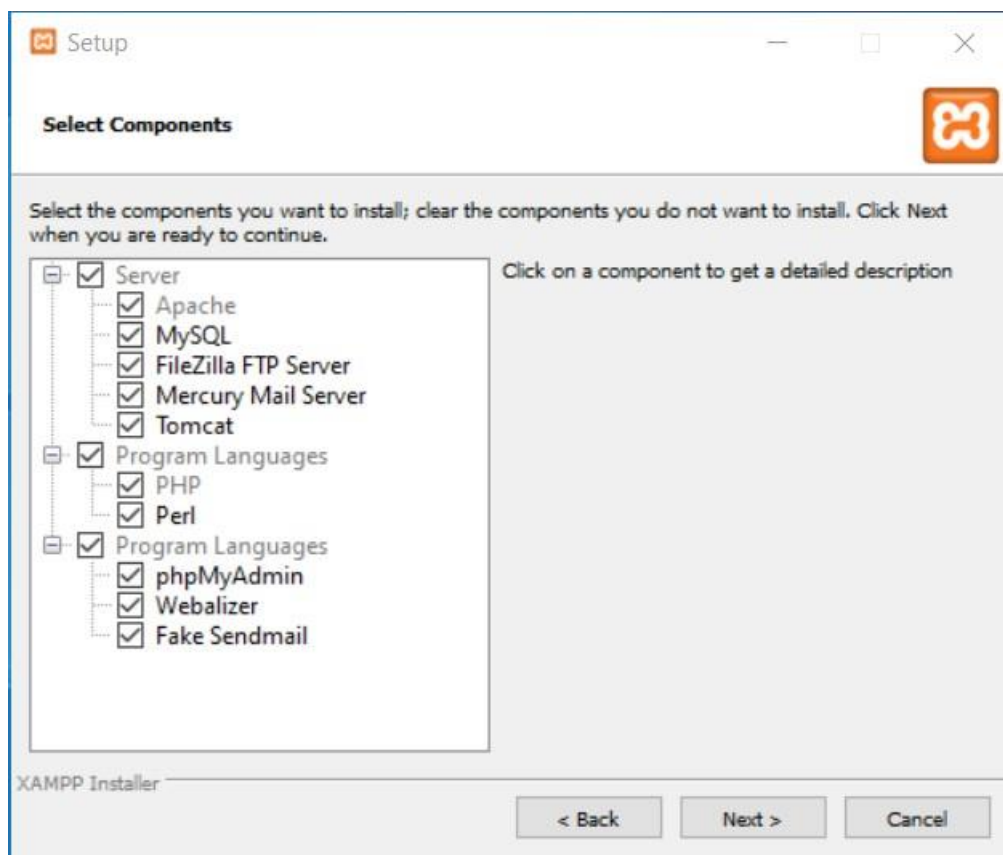 Setup
Select Components
Select the components you want to install; clear the components you do not want to install. Click Next
when you are ready to continue.
Server
Apache
MySQL
FileZilla FTP Server
Mercury Mail Server
Tomcat
Program Languages
PHP
Perl
Program Languages
phpMyAdmin
Webalizer
Fake Sendmail
Click on a component to get a detailed description
XAMPP Installer
< Back
Next >
Cancel